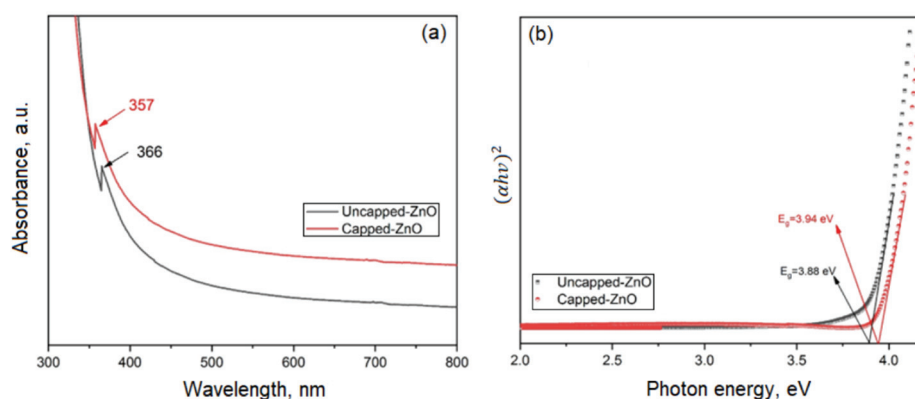 (a)
357
366
Uncapped-ZnO
Capped-ZnO
Absorbance, a.u.
300 400 500 600 700 800
Wavelength, nm
(b)
(αhν)²
E_g=3.94 eV
E_g=3.88 eV
Uncapped-ZnO
Capped-ZnO
2.0 2.5 3.0 3.5 4.0
Photon energy, eV